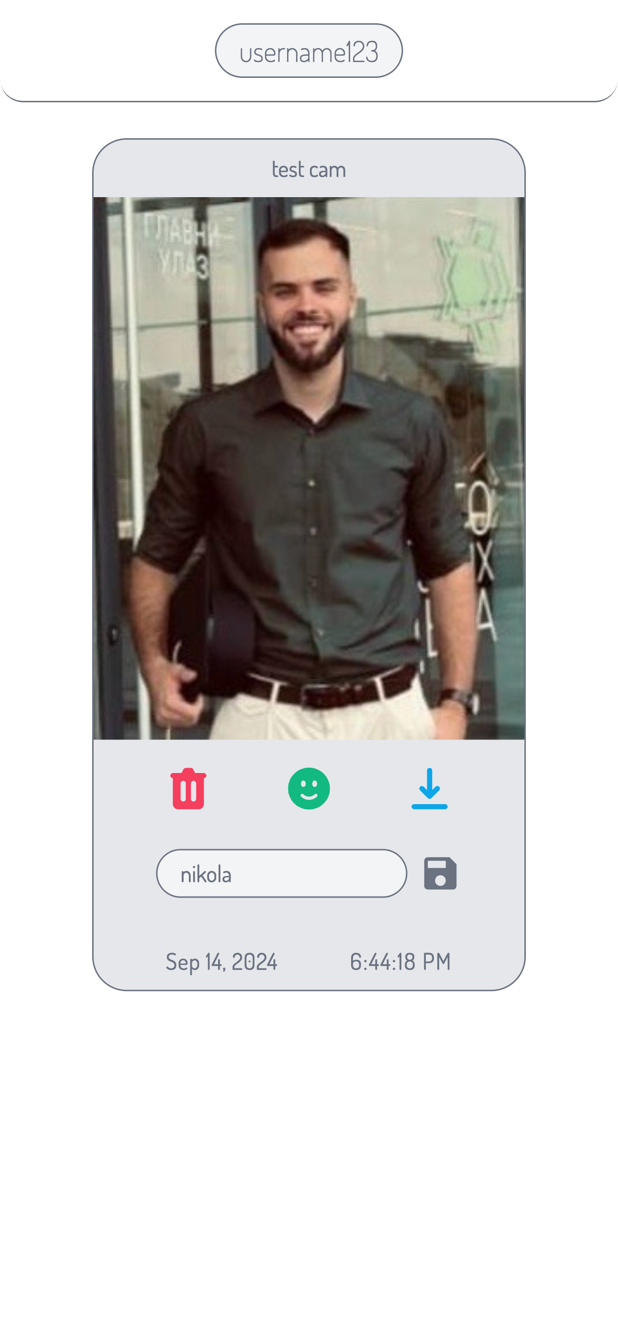 username123
test cam
ГЛАВНИ
УЛАЗ
nikola
Sep 14, 2024
6:44:18 PM